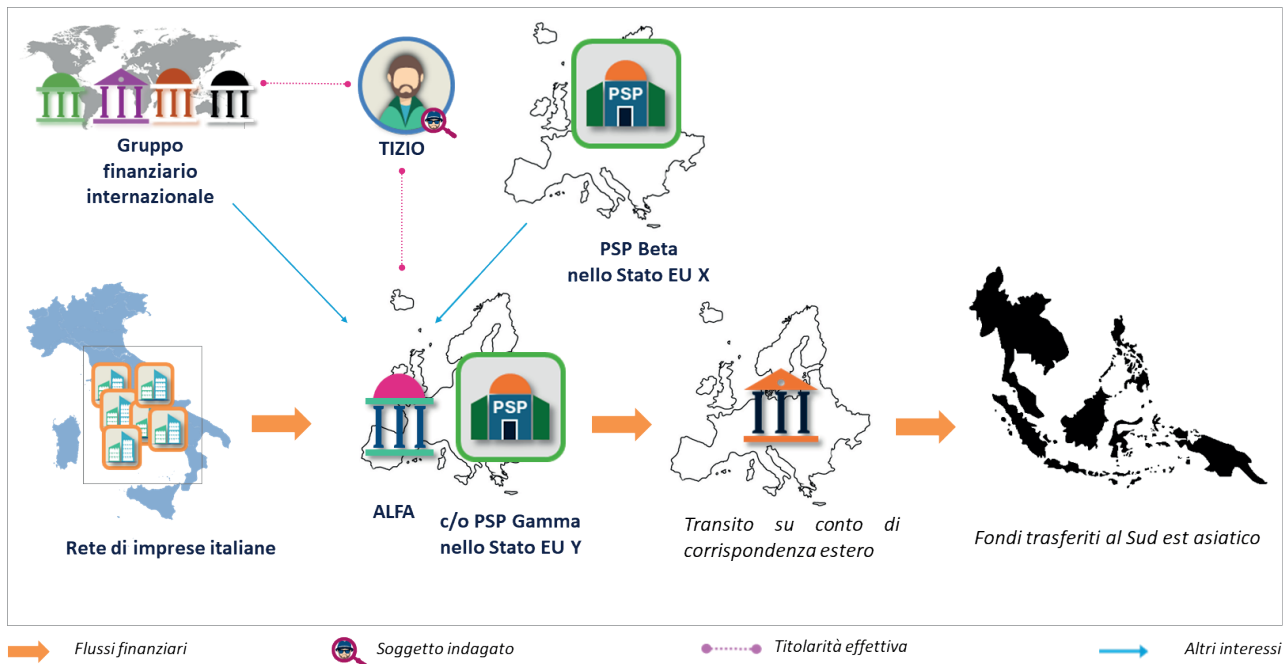 Gruppo
finanziario
internazionale
TIZIO
PSP
PSP Beta
nello Stato EU X
Rete di imprese italiane
PSP
ALFA
c/o PSP Gamma
nello Stato EU Y
Transito su conto di
corrispondenza estero
Fondi trasferiti al Sud est asiatico
Flussi finanziari
Soggetto indagato
Titolarità effettiva
Altri interessi